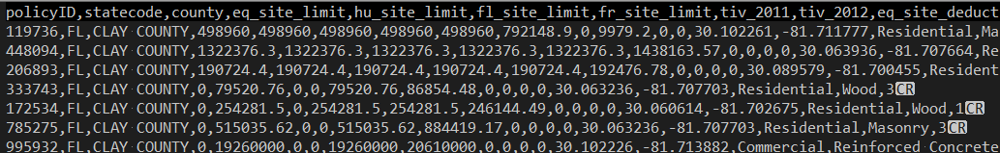 policyID,statecode,county,eq_site_limit,hu_site_limit,fl_site_limit,fr_site_limit,tiv_2011,tiv_2012,eq_site_deduct
119736,FL,CLAY COUNTY,498960,498960,498960,498960,498960,792148.9,0,9979.2,0,0,30.102261,-81.711777,Residential,Ma
448094,FL,CLAY COUNTY,1322376.3,1322376.3,1322376.3,1322376.3,1322376.3,1438163.57,0,0,0,0,30.063936,-81.707664,Re
206893,FL,CLAY COUNTY,190724.4,190724.4,190724.4,190724.4,190724.4,192476.78,0,0,0,0,30.089579,-81.700455,Resident
333743,FL,CLAY COUNTY,0,79520.76,0,0,79520.76,86854.48,0,0,0,0,30.063236,-81.707703,Residential,Wood,3CR
172534,FL,CLAY COUNTY,0,254281.5,0,254281.5,254281.5,246144.49,0,0,0,0,30.060614,-81.702675,Residential,Wood,1CR
785275,FL,CLAY COUNTY,0,515035.62,0,0,515035.62,884419.17,0,0,0,0,30.063236,-81.707703,Residential,Masonry,3CR
995932,FL,CLAY COUNTY,0,19260000,0,0,19260000,20610000,0,0,0,0,30.102226,-81.713882,Commercial,Reinforced Concrete